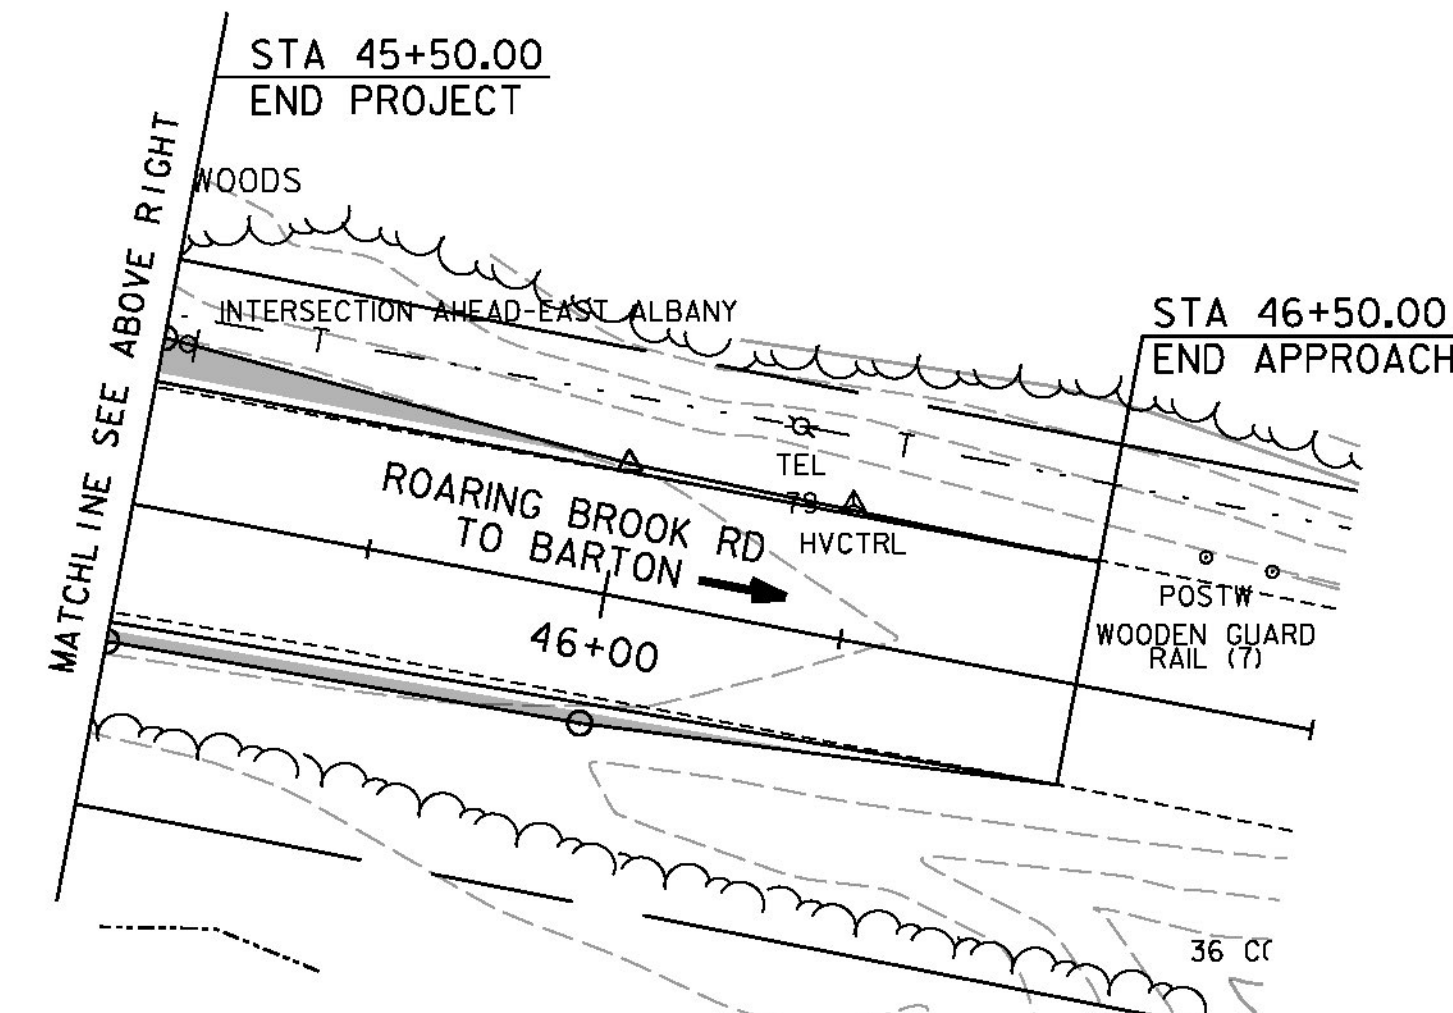 STA 45+50.00
END PROJECT
MATCHLINE SEE ABOVE RIGHT
WOODS
INTERSECTION AHEAD-EAST ALBANY
T
STA 46+50.00
END APPROACH
T
TEL
79
HVCTRL
ROARING BROOK RD
TO BARTON
46+00
POSTW
WOODEN GUARD
RAIL (7)
36